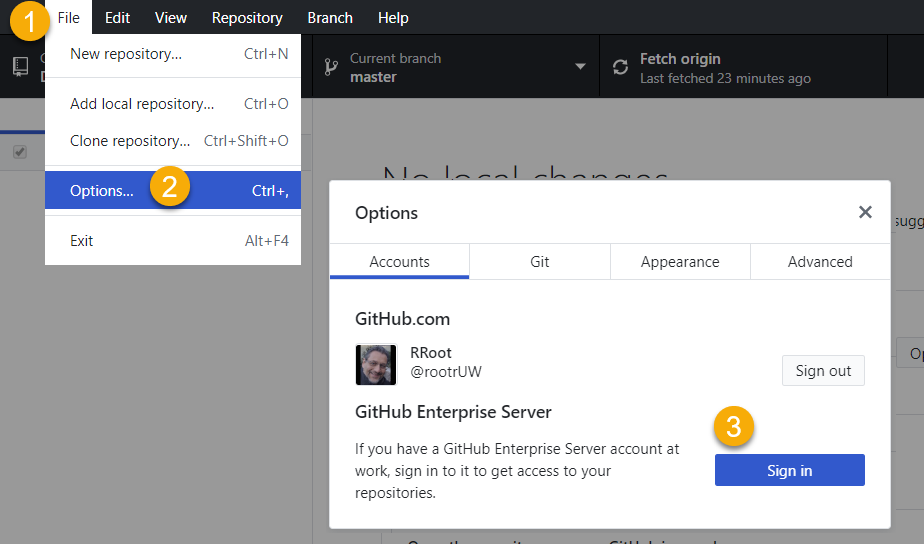 1
File Edit View Repository Branch Help
New repository... Ctrl+N
Current branch
master
Fetch origin
Last fetched 23 minutes ago
Add local repository... Ctrl+O
Clone repository... Ctrl+Shift+O
Options... 2 Ctrl+,
Exit Alt+F4
No local changes
Options
Accounts Git Appearance Advanced
GitHub.com
RRoot
@rootrUW
Sign out
GitHub Enterprise Server
3
If you have a GitHub Enterprise Server account at
work, sign in to it to get access to your
repositories.
Sign in